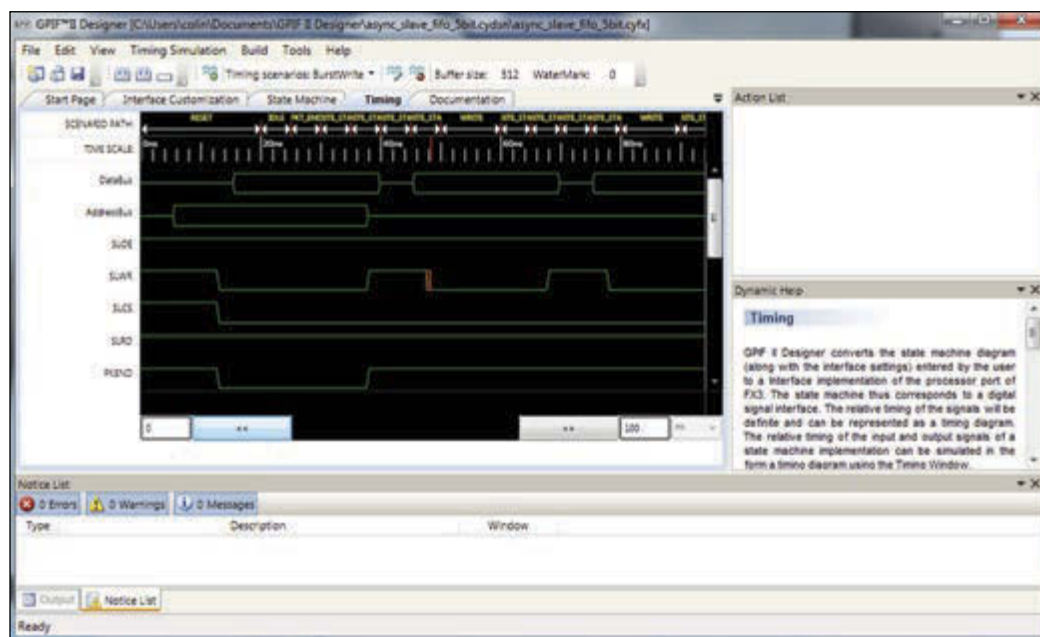 GPIF™II Designer [C:\Users\colin\Documents\GPIF II Designer\async_slave_fifo_5bit.cydsn\async_slave_fifo_5bit.cyfx]
File Edit View Timing Simulation Build Tools Help
Timing scenarios: BurstWrite Buffer size: 512 WaterMark: 0
Start Page Interface Customization State Machine Timing Documentation
SCENARIO PATH RESET IDLE WRITE WRITE
TIME SCALE 0ns 20ns 40ns 60ns 80ns
DataBus
AddressBus
SLOE
SLWR
SLCS
SLRD
PKEND
0 << 100 ns
Action List
Dynamic Help
Timing
GPIF II Designer converts the state machine diagram
(along with the interface settings) entered by the user
to a Interface implementation of the processor port of
FX3. The state machine thus corresponds to a digital
signal interface. The relative timing of the signals will be
definite and can be represented as a timing diagram.
The relative timing of the input and output signals of a
state machine implementation can be simulated in the
form a timing diagram using the Timing Window.
Notice List
0 Errors 0 Warnings 0 Messages
Type Description Window
Output Notice List
Ready